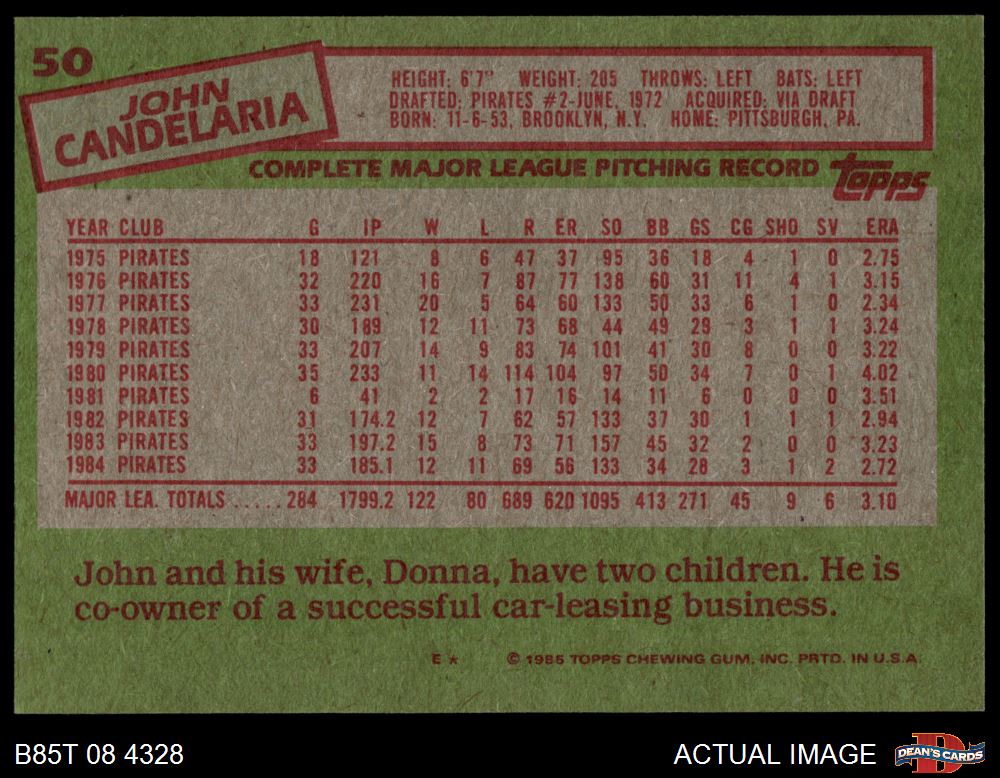 50
JOHN
CANDELARIA
HEIGHT: 6'7" WEIGHT: 205 THROWS: LEFT BATS: LEFT
DRAFTED: PIRATES #2-JUNE, 1972 ACQUIRED: VIA DRAFT
BORN: 11-6-53, BROOKLYN, N.Y. HOME: PITTSBURGH, PA.
COMPLETE MAJOR LEAGUE PITCHING RECORD topps
YEAR CLUB G IP W L R ER SO BB GS CG SHO SV ERA
1975 PIRATES 18 121 8 6 47 37 95 36 18 4 1 0 2.75
1976 PIRATES 32 220 16 7 87 77 138 60 31 11 4 1 3.15
1977 PIRATES 33 231 20 5 64 60 133 50 33 6 1 0 2.34
1978 PIRATES 30 189 12 11 73 68 44 49 29 3 1 1 3.24
1979 PIRATES 33 207 14 9 83 74 101 41 30 8 0 0 3.22
1980 PIRATES 35 233 11 14 114 104 97 50 34 7 0 1 4.02
1981 PIRATES 6 41 2 2 17 16 14 11 6 0 0 0 3.51
1982 PIRATES 31 174.2 12 7 62 57 133 37 30 1 1 1 2.94
1983 PIRATES 33 197.2 15 8 73 71 157 45 32 2 0 0 3.23
1984 PIRATES 33 185.1 12 11 69 56 133 34 28 3 1 2 2.72
MAJOR LEA. TOTALS ..... 284 1799.2 122 80 689 620 1095 413 271 45 9 6 3.10
John and his wife, Donna, have two children. He is
co-owner of a successful car-leasing business.
E ★ © 1985 TOPPS CHEWING GUM, INC. PRTD. IN U.S.A.
B85T 08 4328 ACTUAL IMAGE DEAN'S CARDS